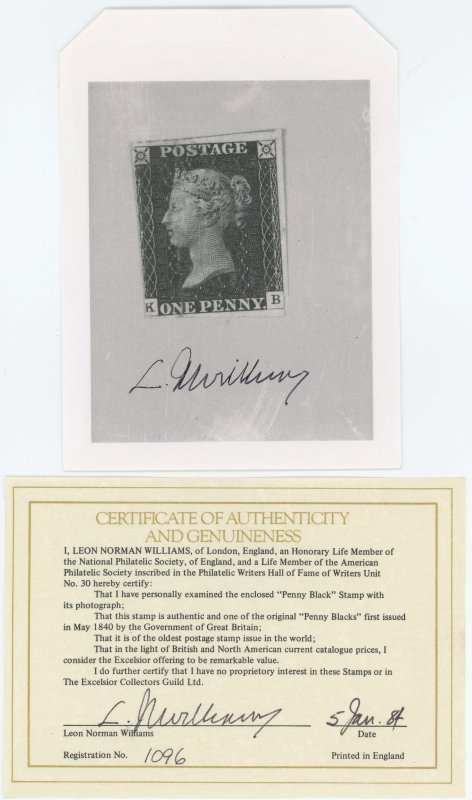 POSTAGE
K ONE PENNY. B
L. N. Williams
CERTIFICATE OF AUTHENTICITY
AND GENUINENESS
I, LEON NORMAN WILLIAMS, of London, England, an Honorary Life Member of
the National Philatelic Society, of England, and a Life Member of the American
Philatelic Society inscribed in the Philatelic Writers Hall of Fame of Writers Unit
No. 30 hereby certify:
That I have personally examined the enclosed "Penny Black" Stamp with
its photograph;
That this stamp is authentic and one of the original "Penny Blacks" first issued
in May 1840 by the Government of Great Britain;
That it is of the oldest postage stamp issue in the world;
That in the light of British and North American current catalogue prices, I
consider the Excelsior offering to be remarkable value.
I do further certify that I have no proprietory interest in these Stamps or in
The Excelsior Collectors Guild Ltd.
L. N. Williams 5 Jan. 84
Leon Norman Williams Date
Registration No. 1096 Printed in England